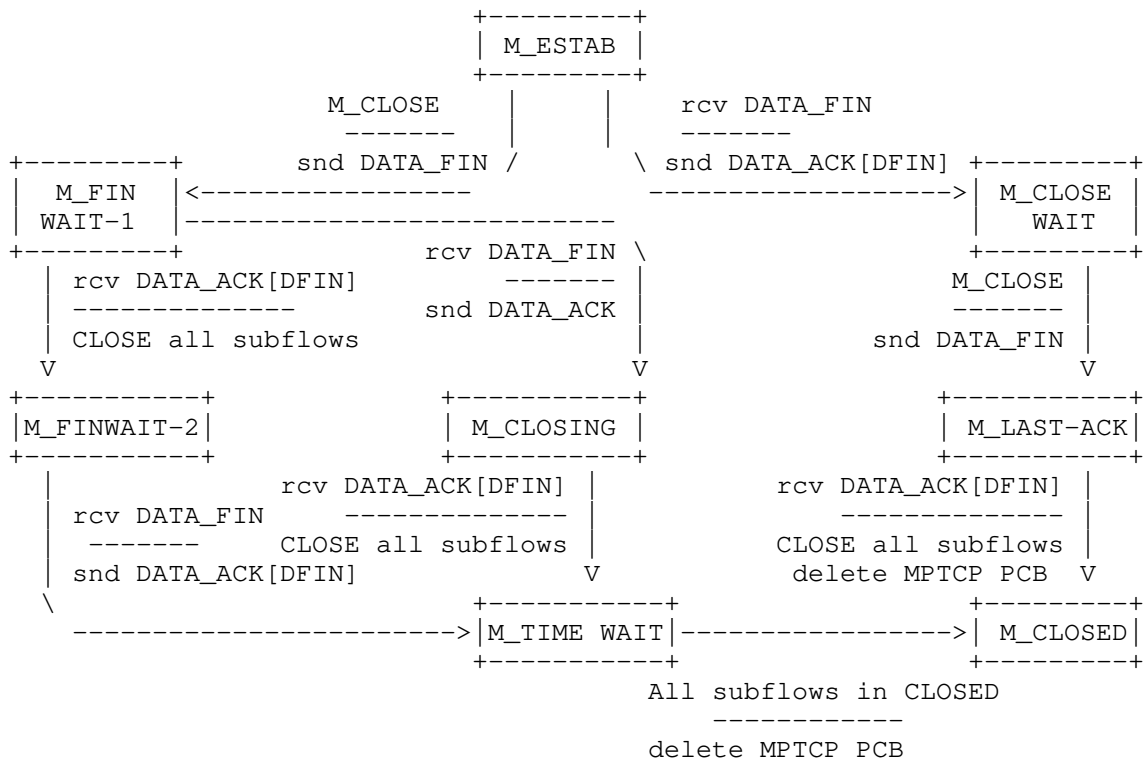 M_ESTAB
M_CLOSE rcv DATA_FIN
snd DATA_FIN snd DATA_ACK[DFIN]
M_FIN M_CLOSE
WAIT-1 WAIT
rcv DATA_FIN
rcv DATA_ACK[DFIN] M_CLOSE
snd DATA_ACK
CLOSE all subflows snd DATA_FIN
M_FINWAIT-2 M_CLOSING M_LAST-ACK
rcv DATA_ACK[DFIN] rcv DATA_ACK[DFIN]
rcv DATA_FIN
CLOSE all subflows CLOSE all subflows
snd DATA_ACK[DFIN] delete MPTCP PCB
M_TIME WAIT M_CLOSED
All subflows in CLOSED
delete MPTCP PCB